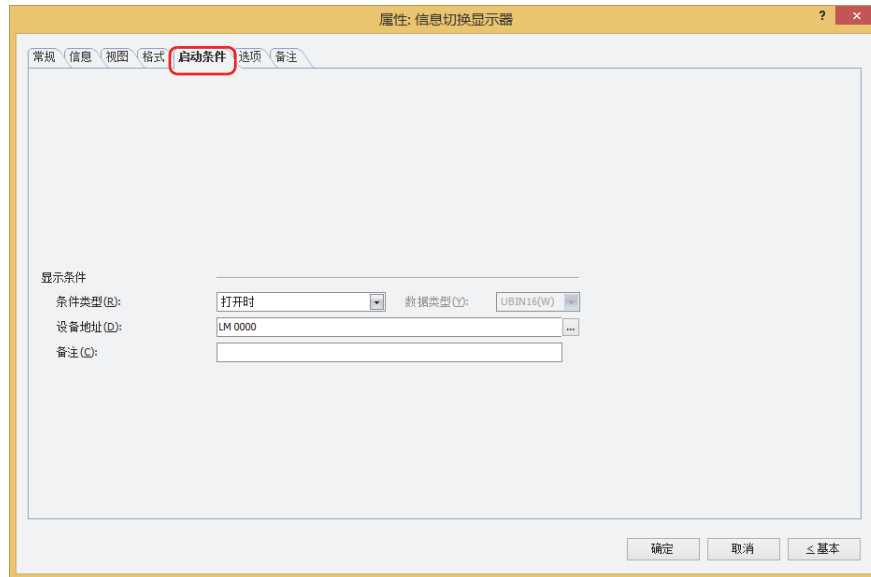 属性: 信息切换显示器 ? ×
常规 信息 视图 格式 启动条件 选项 备注
显示条件
条件类型(R): 打开时 数据类型(Y): UBIN16(W)
设备地址(D): LM 0000 ...
备注(C):
确定 取消 ≤基本